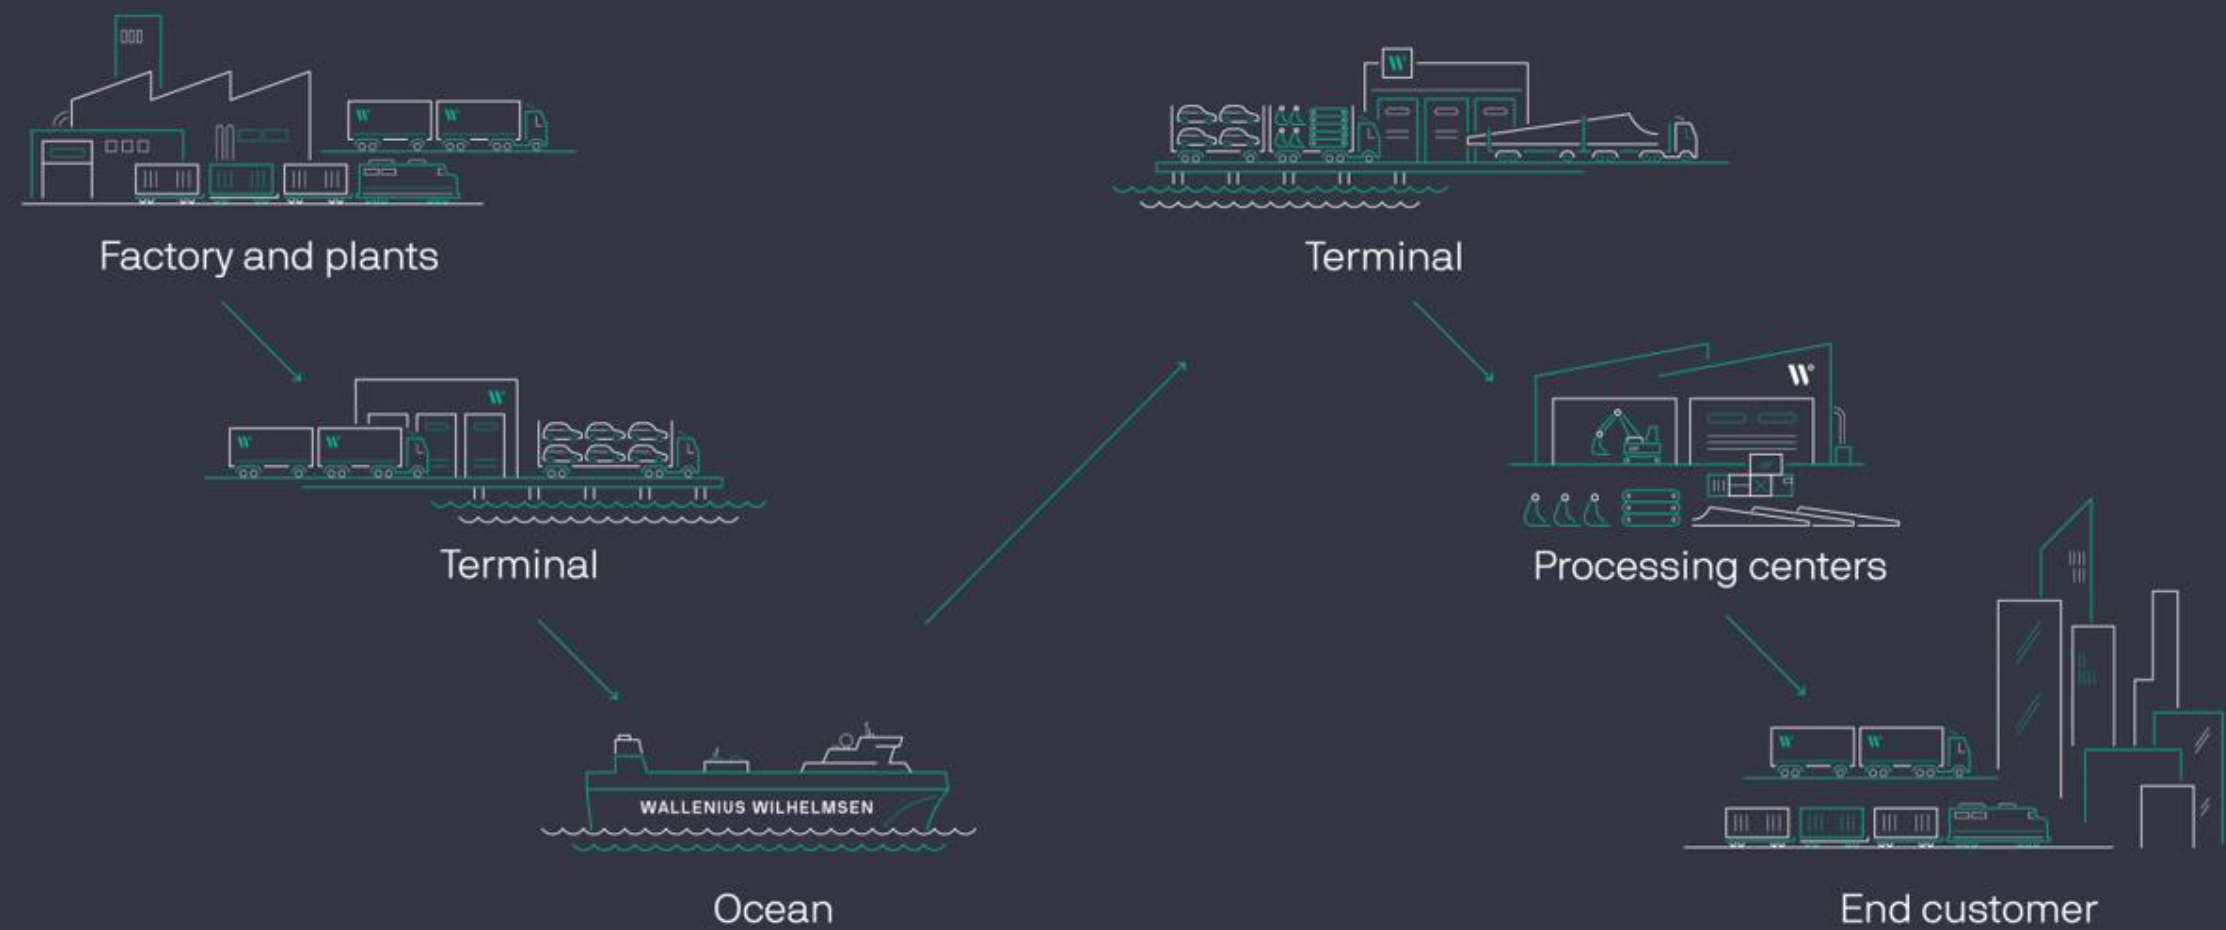 Factory and plants
Terminal
WALLENIUS WILHELMSEN
Ocean
Terminal
Processing centers
End customer